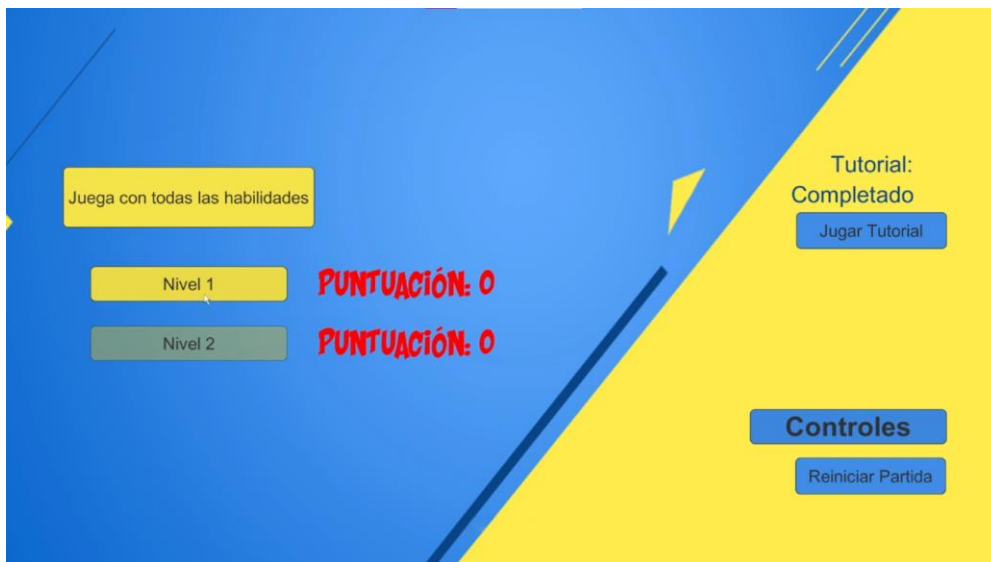 Juega con todas las habilidades
Nivel 1
PUNTUACIÓN: 0
Nivel 2
PUNTUACIÓN: 0
Tutorial:
Completado
Jugar Tutorial
Controles
Reiniciar Partida